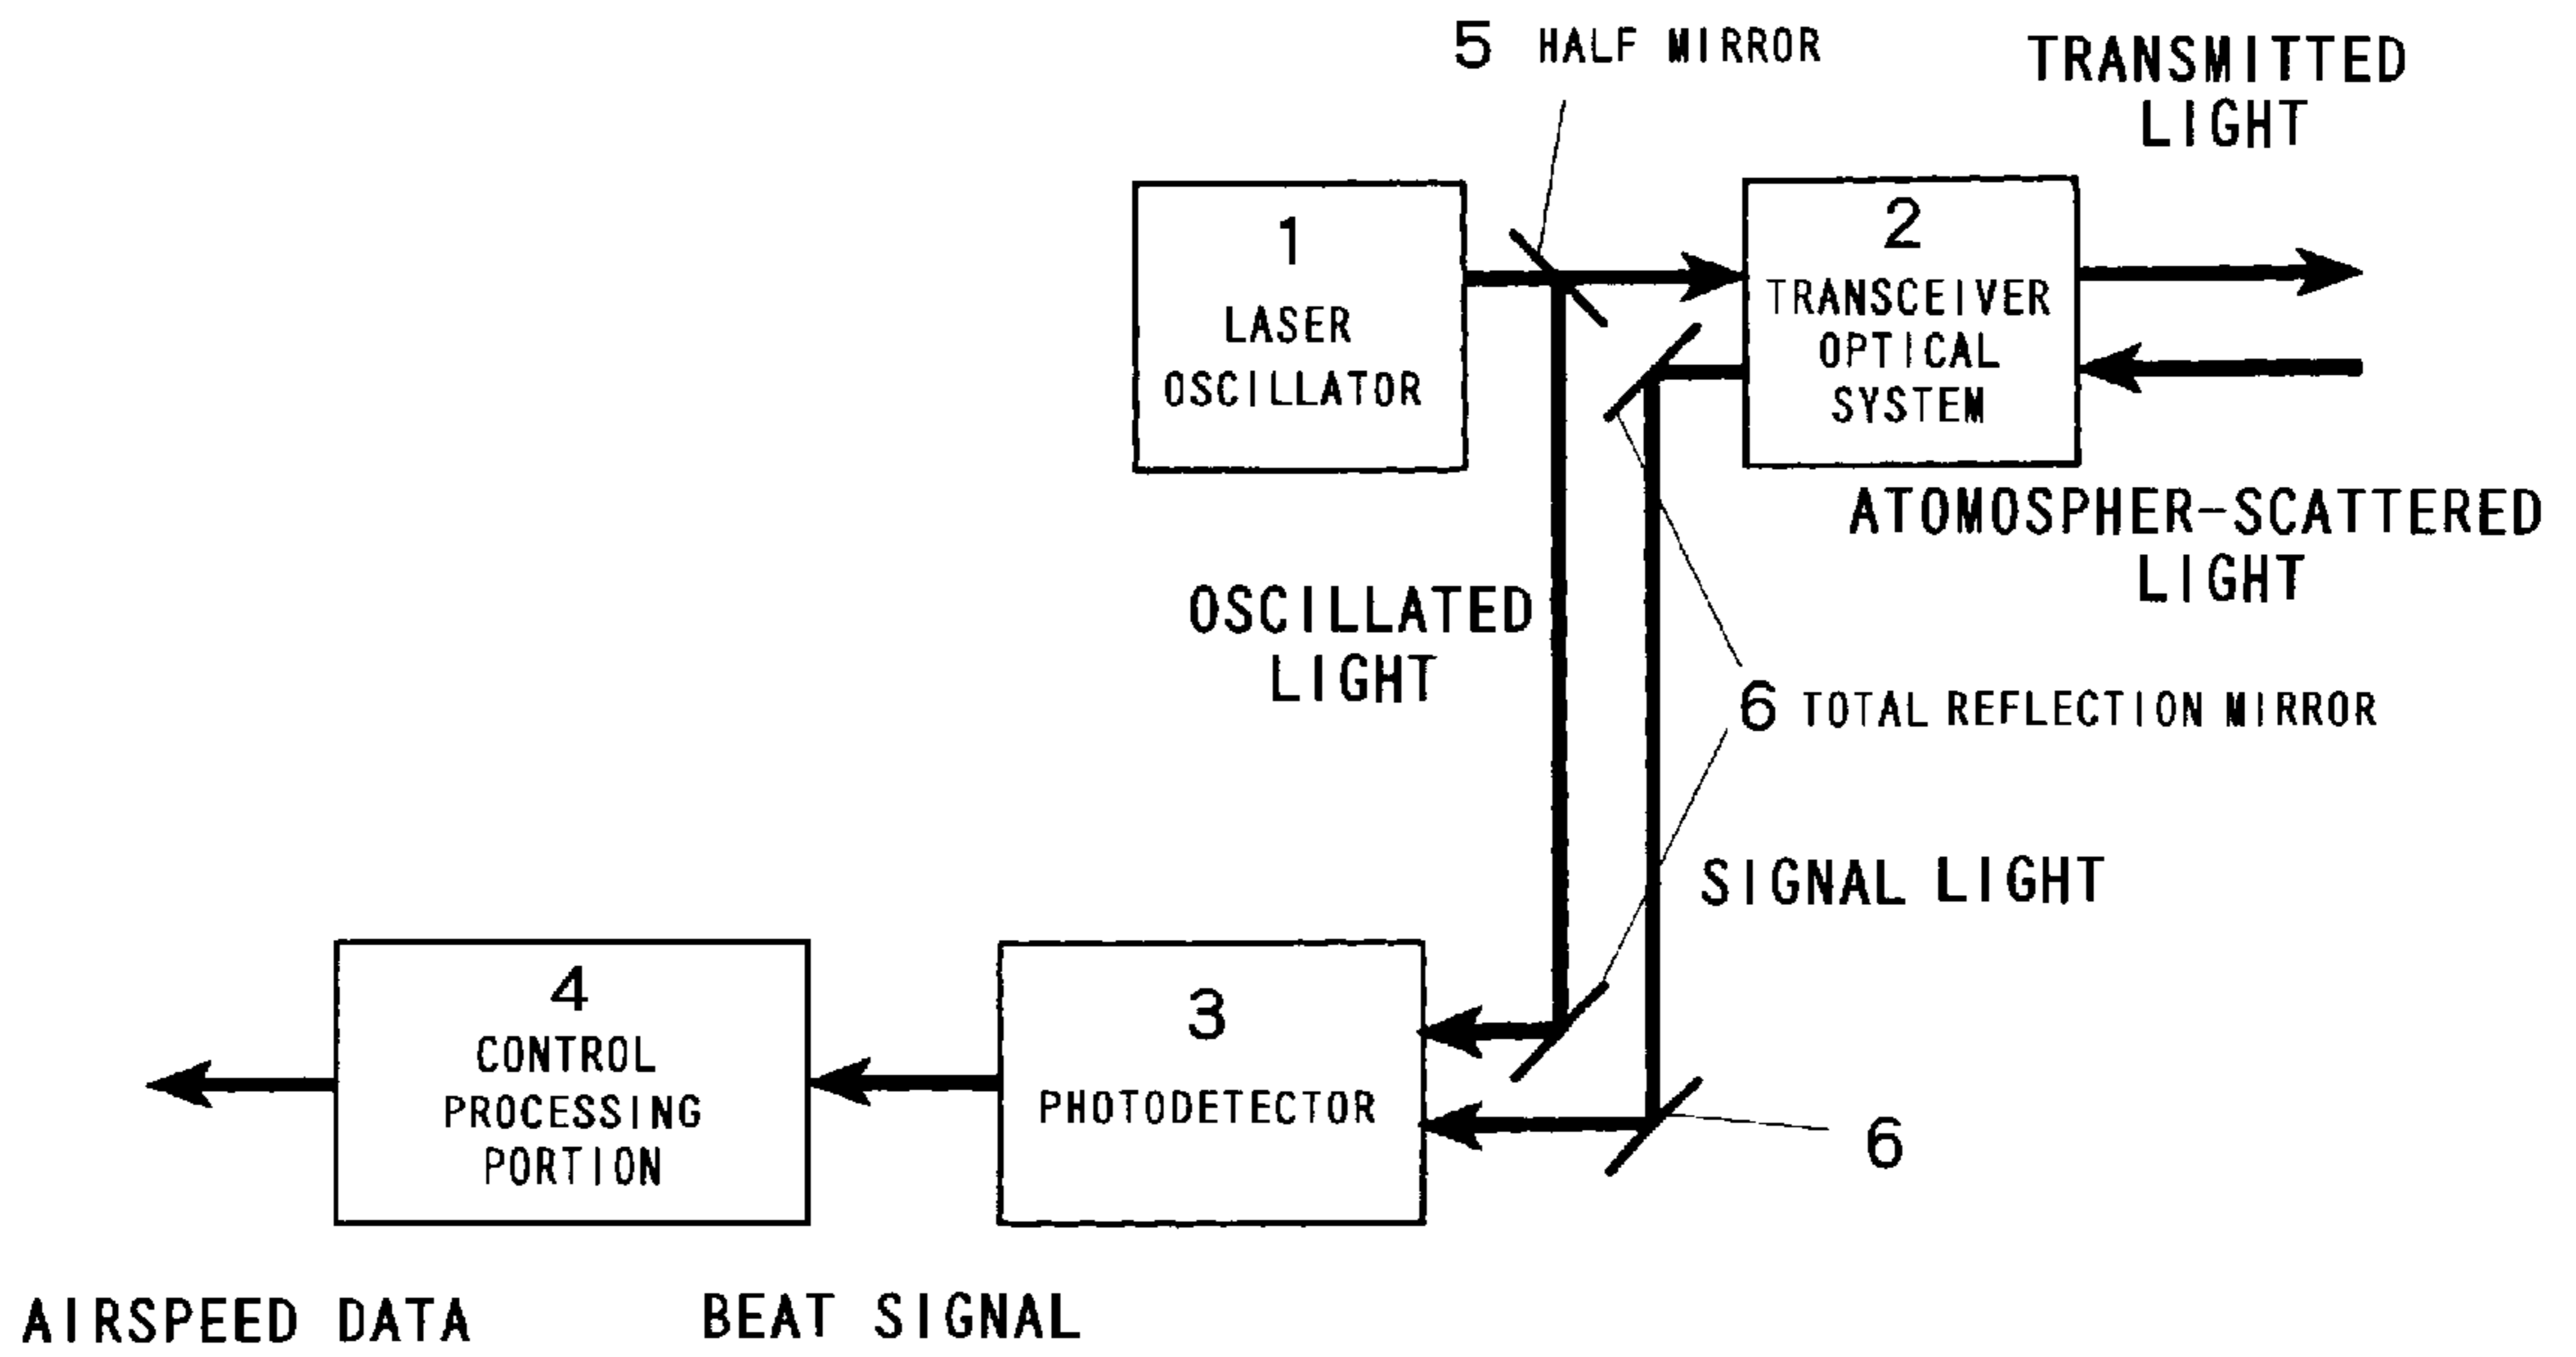 5 HALF MIRROR
TRANSMITTED
LIGHT
1
LASER
OSCILLATOR
2
TRANSCEIVER
OPTICAL
SYSTEM
ATOMOSPHER-SCATTERED
LIGHT
OSCILLATED
LIGHT
6 TOTAL REFLECTION MIRROR
SIGNAL LIGHT
4
CONTROL
PROCESSING
PORTION
3
PHOTODETECTOR
6
AIRSPEED DATA
BEAT SIGNAL